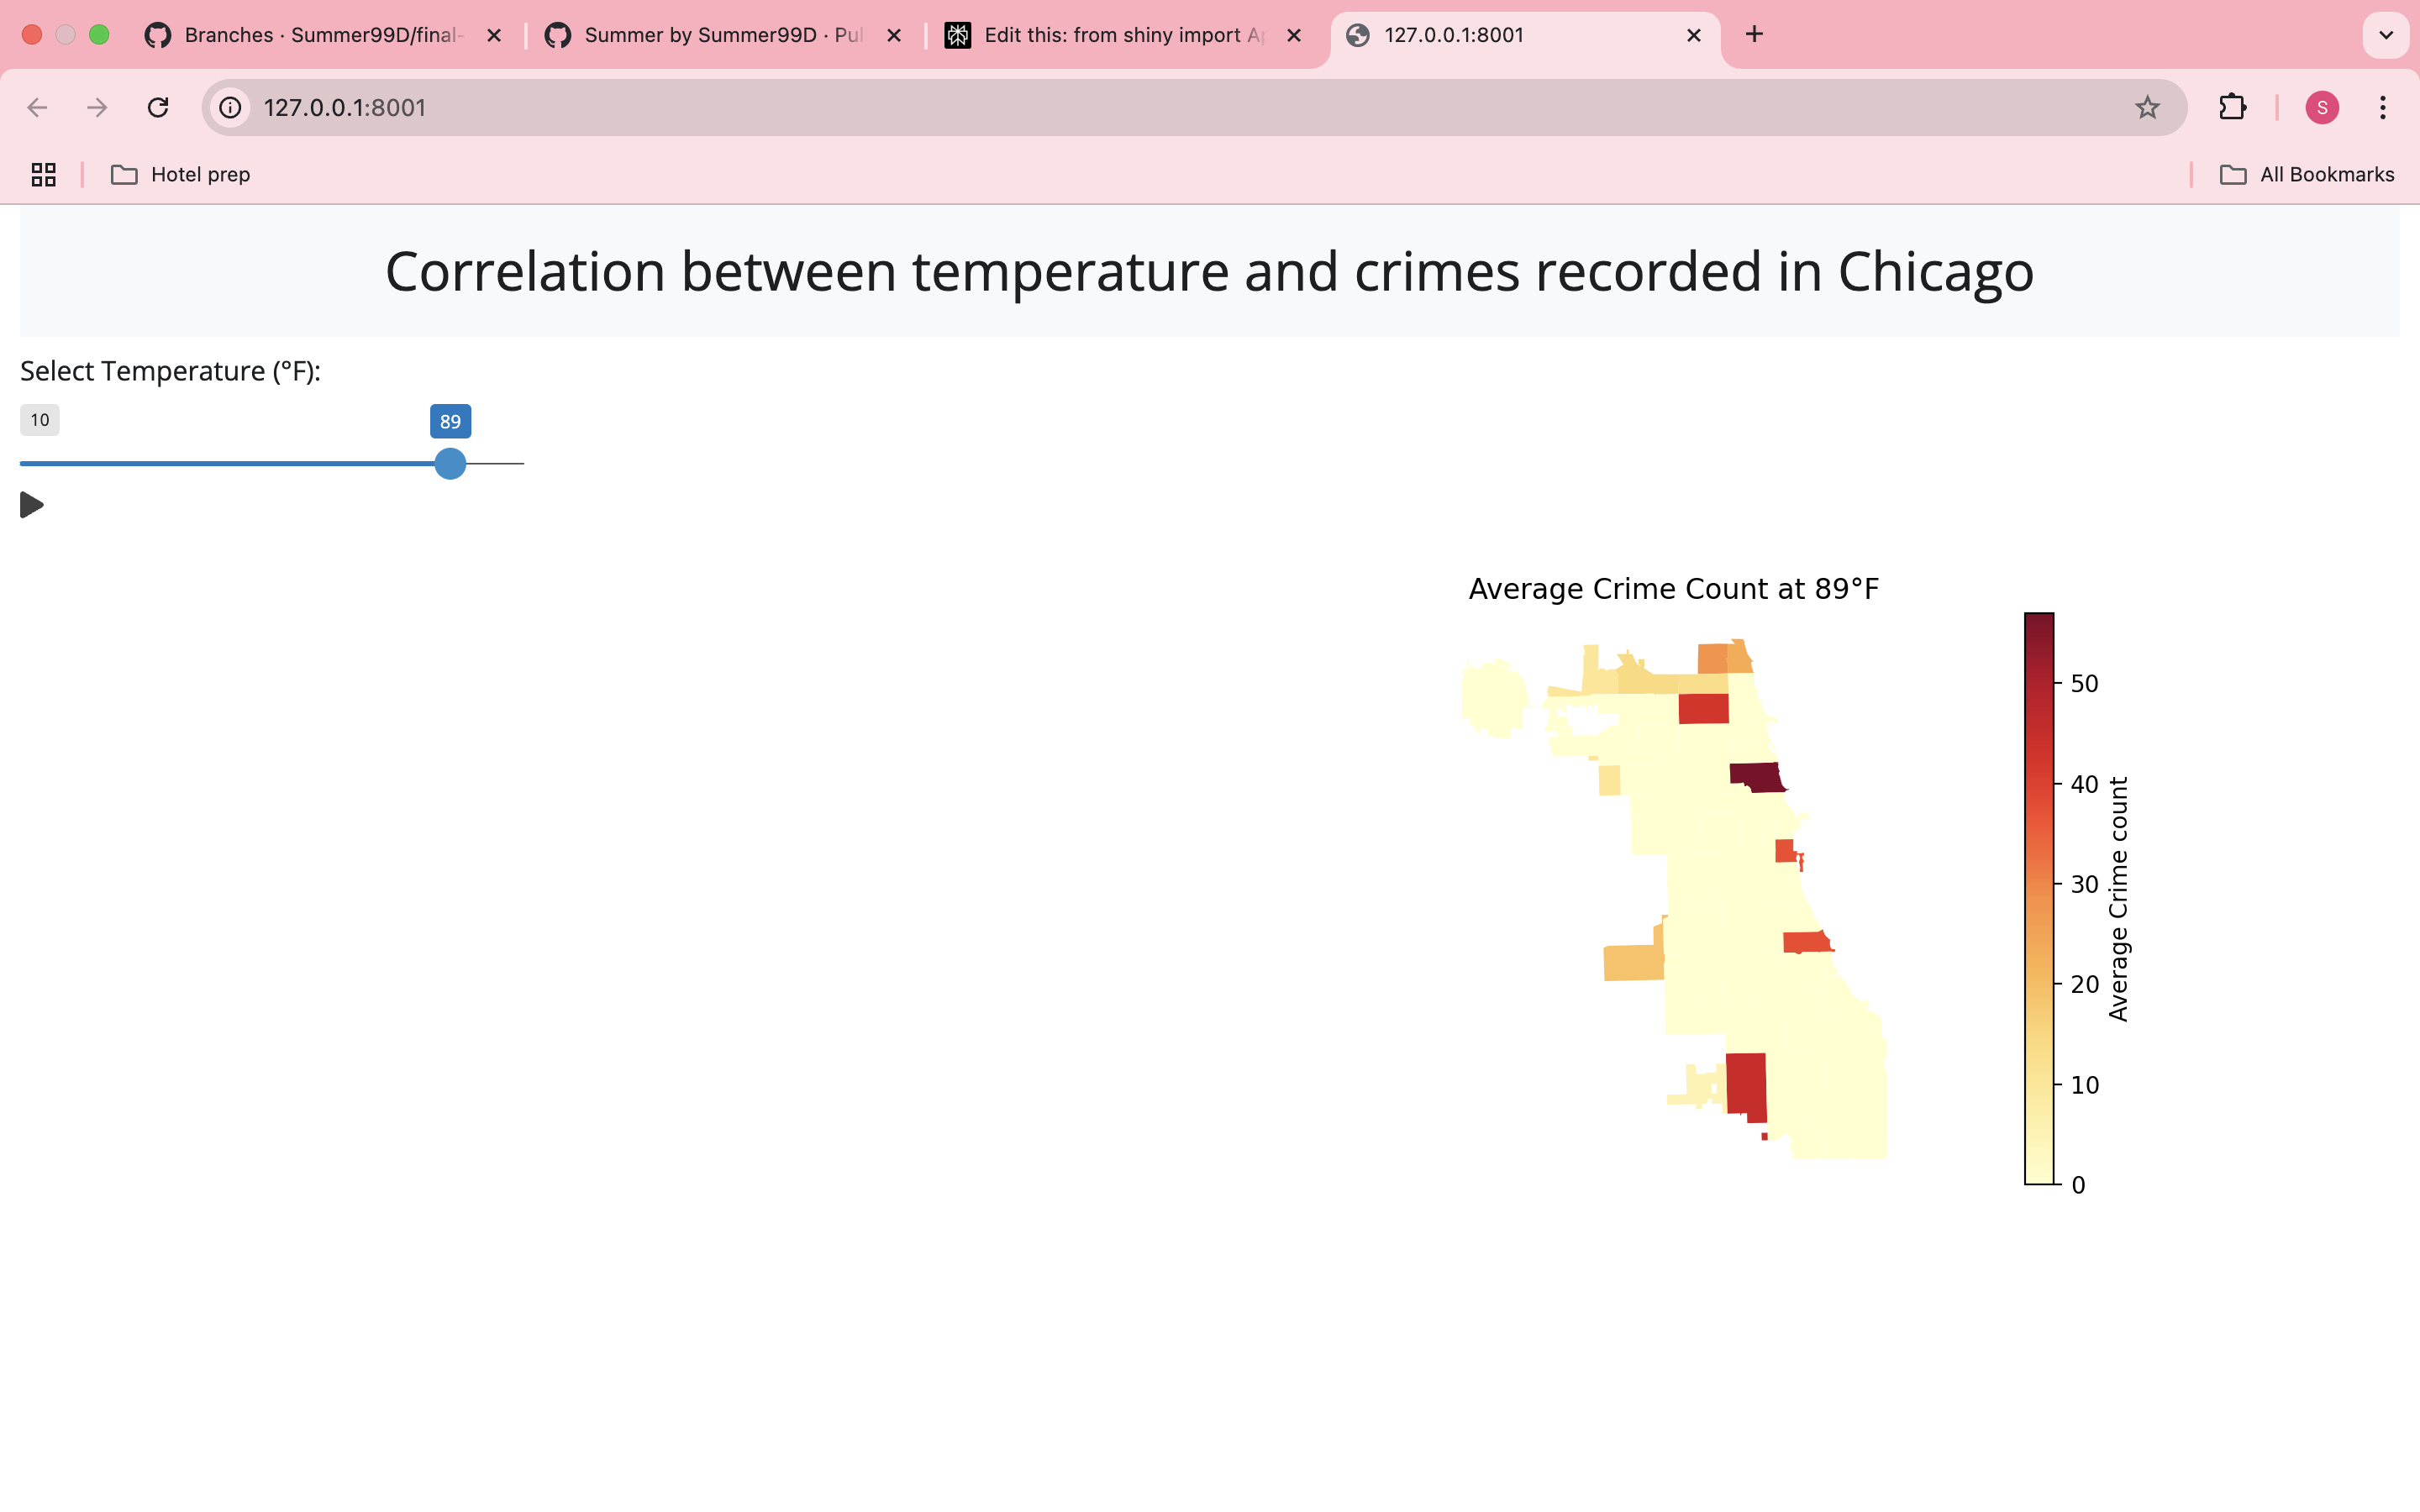 Branches · Summer99D/final-
Summer by Summer99D · Pul
Edit this: from shiny import Ap
127.0.0.1:8001
127.0.0.1:8001
S
Hotel prep
All Bookmarks
Correlation between temperature and crimes recorded in Chicago
Select Temperature (°F):
10
89
Average Crime Count at 89°F
50
40
30
20
10
0
Average Crime count